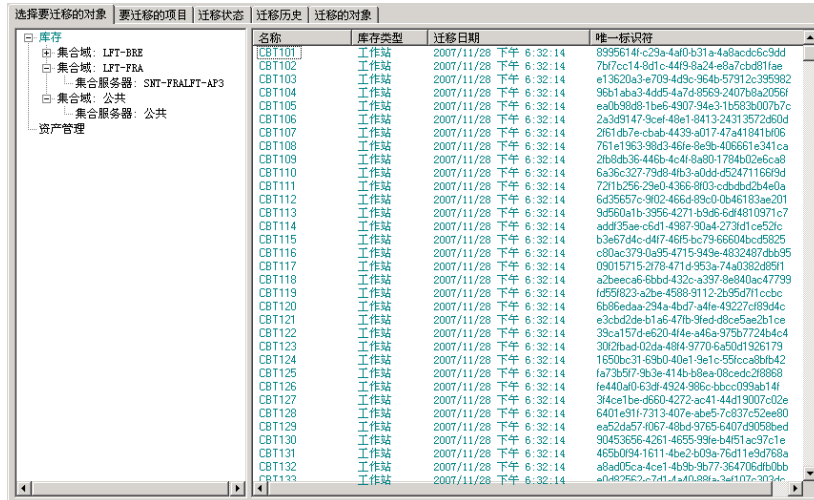 选择要迁移的对象 要迁移的项目 迁移状态 迁移历史 迁移的对象
库存
集合域: LFT-BRE
集合域: LFT-FRA
集合服务器: SNT-FRALFT-AP3
集合域: 公共
集合服务器: 公共
资产管理
名称 库存类型 迁移日期 唯一标识符
CBT101 工作站 2007/11/28 下午 6:32:14 8995614f-c29a-4af0-b31a-4a8acdc6c9dd
CBT102 工作站 2007/11/28 下午 6:32:14 7bf7cc14-8d1c-44f9-8a24-e8a7cbd81fae
CBT103 工作站 2007/11/28 下午 6:32:14 e13620a3-e709-4d9c-964b-57912c395982
CBT104 工作站 2007/11/28 下午 6:32:14 96b1aba3-4dd5-4a7d-8569-2407b8a2056f
CBT105 工作站 2007/11/28 下午 6:32:14 ea0b98d8-1be6-4907-94e3-1b583b007b7c
CBT106 工作站 2007/11/28 下午 6:32:14 2a3d9147-9cef-48e1-8413-24313572d60d
CBT107 工作站 2007/11/28 下午 6:32:14 2f61db7e-cbab-4439-a017-47a41841bf06
CBT108 工作站 2007/11/28 下午 6:32:14 761e1963-98d3-46fe-8e9b-406661e341ca
CBT109 工作站 2007/11/28 下午 6:32:14 2fb8db36-446b-4c4f-8a80-1784b02e6ca8
CBT110 工作站 2007/11/28 下午 6:32:14 6a36c327-79d8-4fb3-a0dd-d52471166f9d
CBT111 工作站 2007/11/28 下午 6:32:14 72f1b256-29e0-4366-8f03-cdbdbd2b4e0a
CBT112 工作站 2007/11/28 下午 6:32:14 6d35657c-9f02-466d-89c0-0b46183ae201
CBT113 工作站 2007/11/28 下午 6:32:14 9d560a1b-3956-4271-b9d6-6df4810971c7
CBT114 工作站 2007/11/28 下午 6:32:14 addf35ae-c6d1-4987-90a4-273fd1ce52fc
CBT115 工作站 2007/11/28 下午 6:32:14 b3e67d4c-d4f7-46f5-bc79-66604bcd5825
CBT116 工作站 2007/11/28 下午 6:32:14 c80ac379-0a95-4715-949e-4832487dbb95
CBT117 工作站 2007/11/28 下午 6:32:14 09015715-2f78-471d-953a-74a0382d85f1
CBT118 工作站 2007/11/28 下午 6:32:14 a2beeca6-6bbd-432c-a397-8e840ac47799
CBT119 工作站 2007/11/28 下午 6:32:14 fd55f823-a2be-4588-9112-2b95d7f1ccbc
CBT120 工作站 2007/11/28 下午 6:32:14 6b86edaa-294a-4bd7-a4fe-49227cf89d4c
CBT121 工作站 2007/11/28 下午 6:32:14 e3cbd2de-b1a6-47fb-9fed-d8ce5ae2b1ce
CBT122 工作站 2007/11/28 下午 6:32:14 39ca157d-e620-4f4e-a46a-975b7724b4c4
CBT123 工作站 2007/11/28 下午 6:32:14 30f2fbad-02da-48f4-9770-6a50d1926179
CBT124 工作站 2007/11/28 下午 6:32:14 1650bc31-69b0-40e1-9e1c-55fcca8bfb42
CBT125 工作站 2007/11/28 下午 6:32:14 fa73b5f7-9b3e-414b-b8ea-08cedc2f8868
CBT126 工作站 2007/11/28 下午 6:32:14 fe440af0-63df-4924-986c-bbcc099ab14f
CBT127 工作站 2007/11/28 下午 6:32:14 3f4ce1be-d660-4272-ac41-44d19007c02e
CBT128 工作站 2007/11/28 下午 6:32:14 6401e91f-7313-407e-abe5-7c837c52ee80
CBT129 工作站 2007/11/28 下午 6:32:14 ea52da57-f067-48bd-9765-6407d9058bed
CBT130 工作站 2007/11/28 下午 6:32:14 90453656-4261-4655-99fe-b4f51ac97c1e
CBT131 工作站 2007/11/28 下午 6:32:14 465b0f94-1611-4be2-b09a-76d11e9d768a
CBT132 工作站 2007/11/28 下午 6:32:14 a8ad05ca-4ce1-4b9b-9b77-364706dfb0bb
CBT133 工作站 2007/11/28 下午 6:32:14